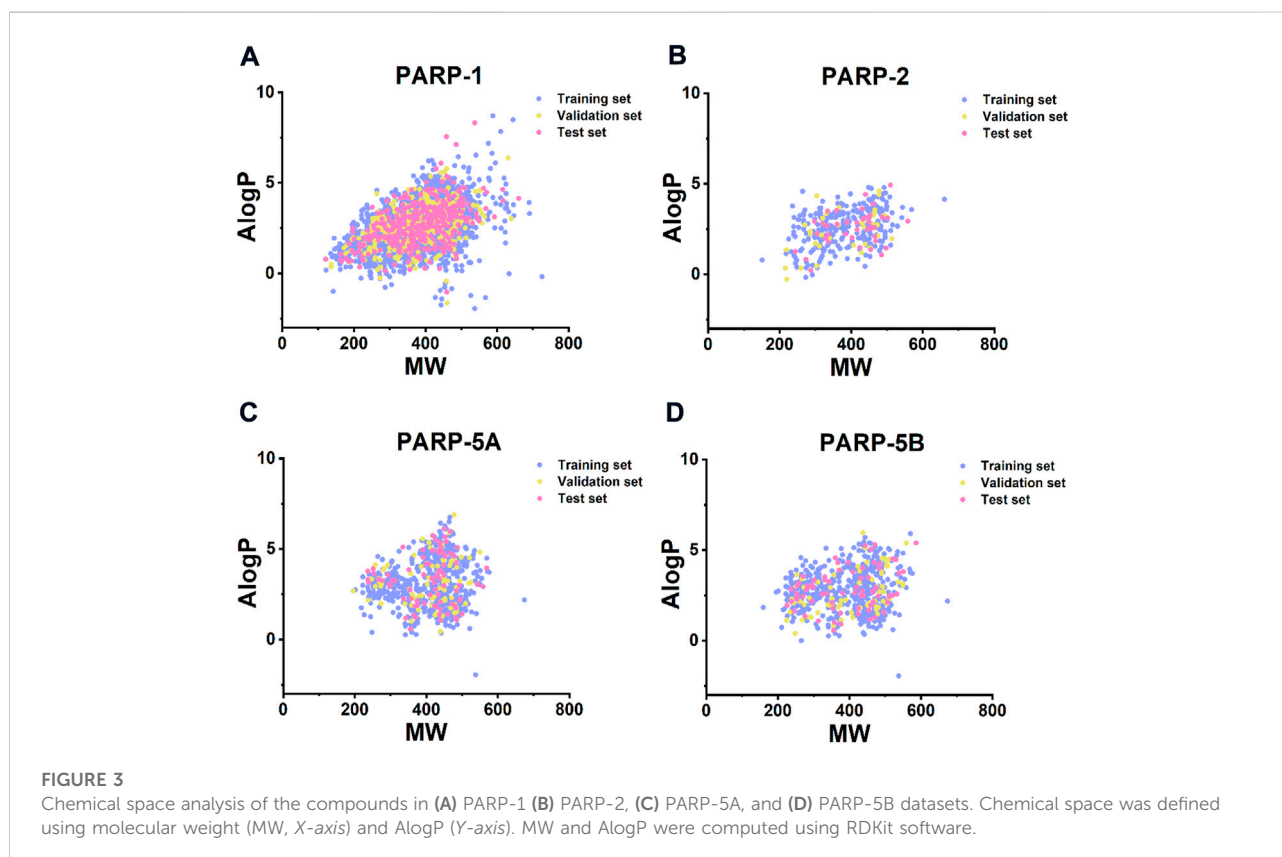 A
PARP-1
Training set
Validation set
Test set
10
5
0
AlogP
0
200
400
600
800
MW
B
PARP-2
Training set
Validation set
Test set
10
5
0
AlogP
0
200
400
600
800
MW
C
PARP-5A
Training set
Validation set
Test set
10
5
0
AlogP
0
200
400
600
800
MW
D
PARP-5B
Training set
Validation set
Test set
10
5
0
AlogP
0
200
400
600
800
MW
FIGURE 3
Chemical space analysis of the compounds in (A) PARP-1 (B) PARP-2, (C) PARP-5A, and (D) PARP-5B datasets. Chemical space was defined
using molecular weight (MW, X-axis) and AlogP (Y-axis). MW and AlogP were computed using RDKit software.